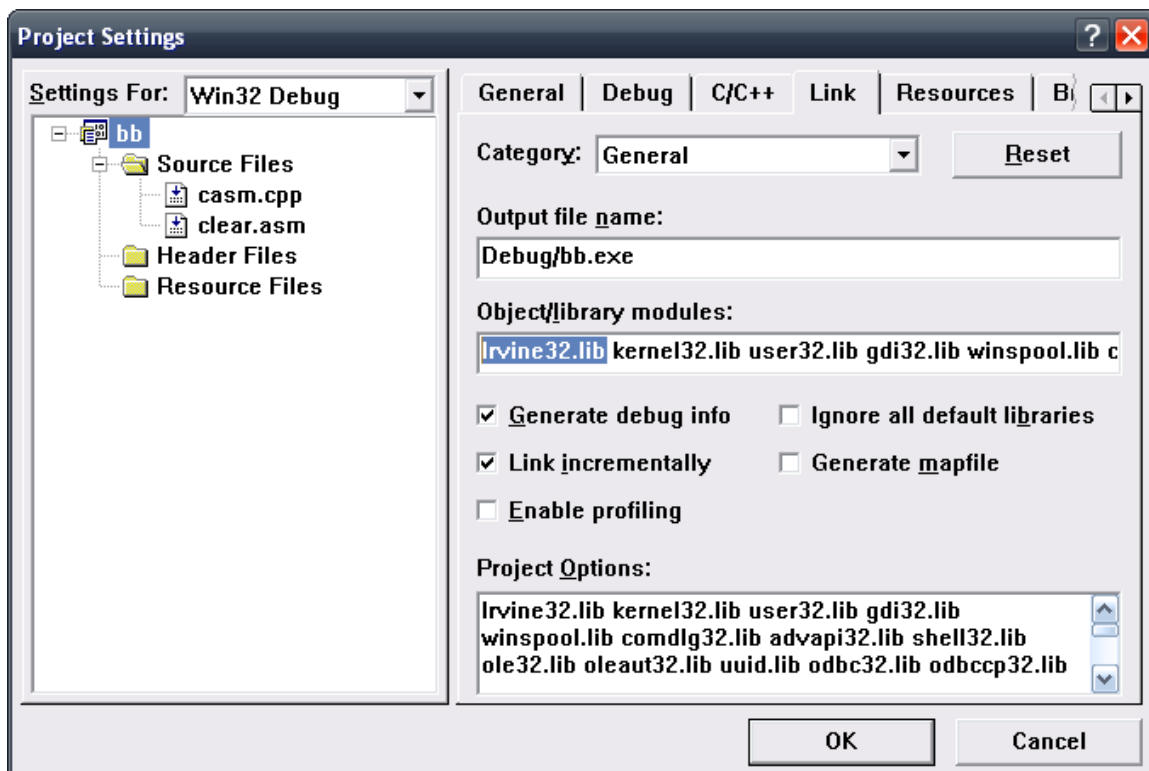 Project Settings
Settings For: Win32 Debug
bb
Source Files
casm.cpp
clear.asm
Header Files
Resource Files
General Debug C/C++ Link Resources
Category: General Reset
Output file name:
Debug/bb.exe
Object/library modules:
Irvine32.lib kernel32.lib user32.lib gdi32.lib winspool.lib c
Generate debug info Ignore all default libraries
Link incrementally Generate mapfile
Enable profiling
Project Options:
Irvine32.lib kernel32.lib user32.lib gdi32.lib
winspool.lib comdlg32.lib advapi32.lib shell32.lib
ole32.lib oleaut32.lib uuid.lib odbc32.lib odbccp32.lib
OK Cancel